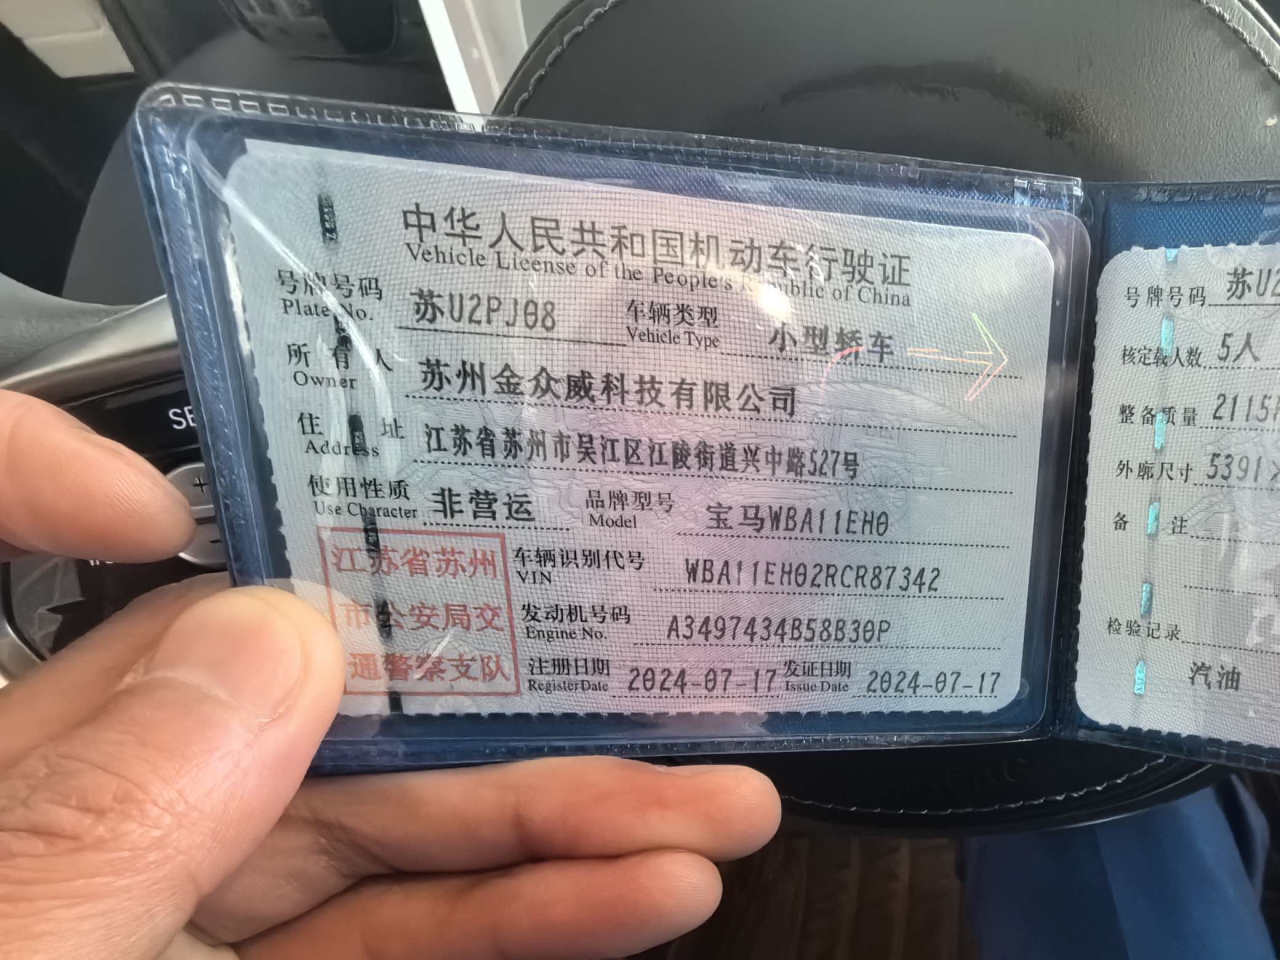 中华人民共和国机动车行驶证
Vehicle License of the People's Republic of China
号牌号码 苏U2PJ08 车辆类型 小型轿车
Plate No. Vehicle Type
所有人 苏州金众威科技有限公司
Owner
住址 江苏省苏州市吴江区江陵街道兴中路527号
Address
使用性质 非营运 品牌型号 宝马WBA11EH0
Use Character Model
江苏省苏州
市公安局交
通警察支队
车辆识别代号 WBA11EH02RCR87342
VIN
发动机号码 A3497434B58B30P
Engine No.
注册日期 2024-07-17 发证日期 2024-07-17
Register Date Issue Date
号牌号码 苏U2
核定载人数 5人
整备质量 2115
外廓尺寸 5391×
备注
检验记录
汽油
SE
+
-